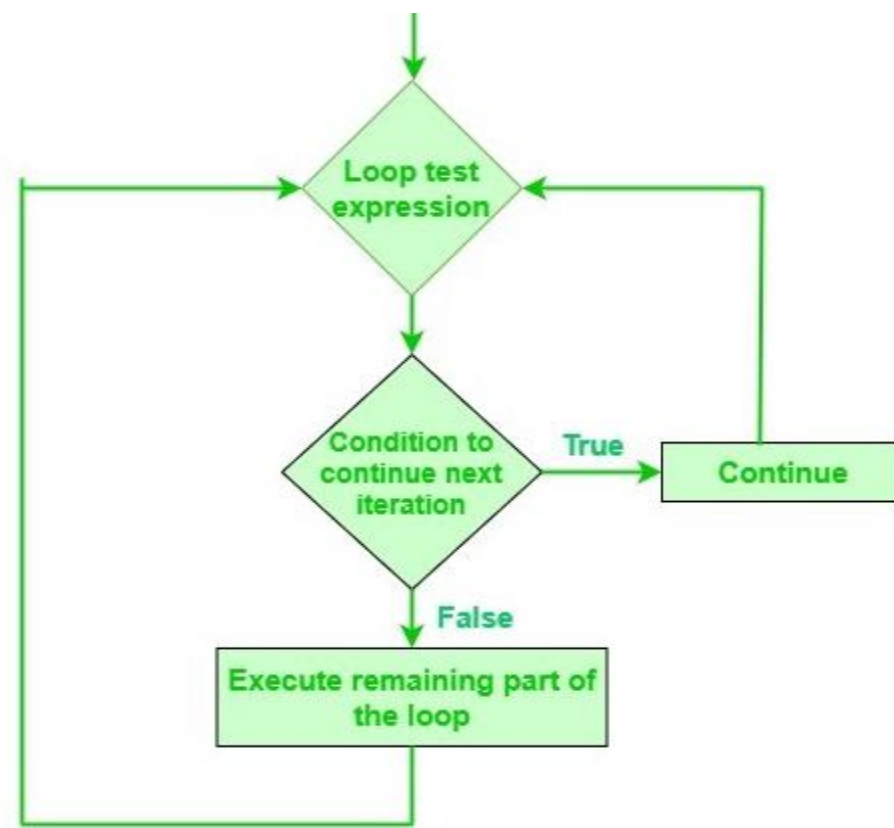 Loop test
expression
Condition to
continue next
iteration
True
Continue
False
Execute remaining part of
the loop